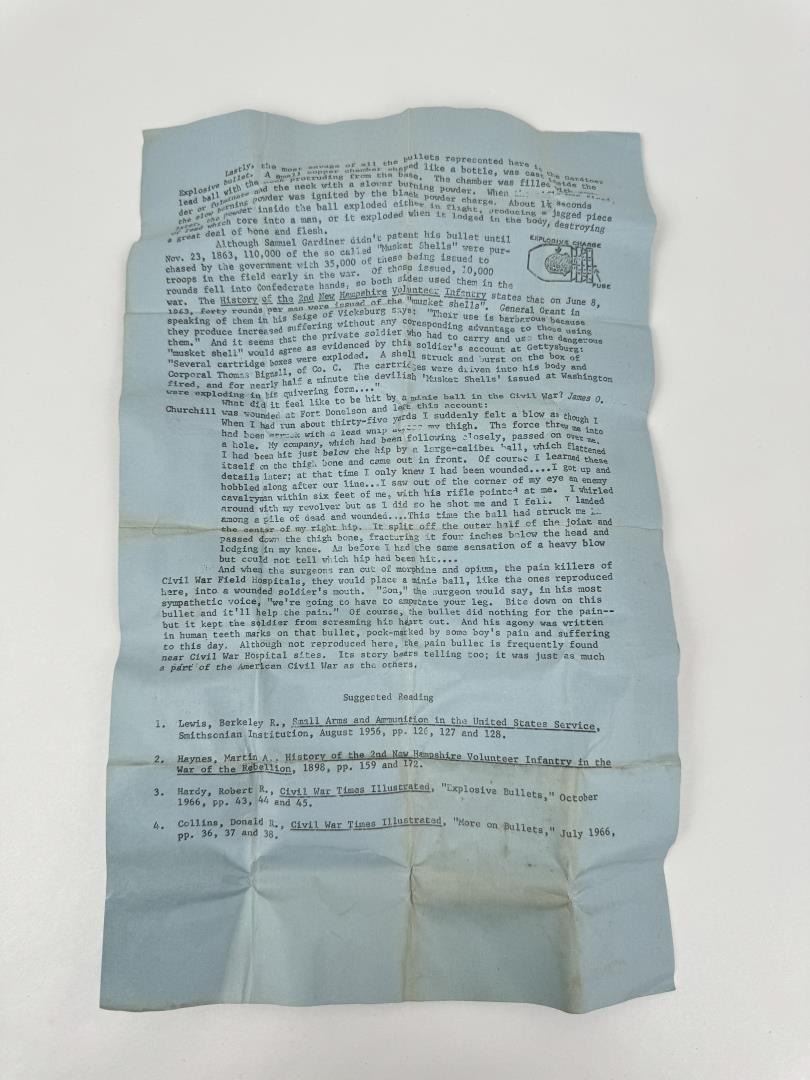 Lastly, the most savage of all the bullets represented here is the Gardner
Explosive bullet. A small copper chamber shaped like a bottle, was cast inside the
lead ball with the neck protruding from the base. The chamber was filled with
der or fulminate and the neck with a slower burning powder. When
the slow burning powder was ignited by the black powder charge. About 1¼ seconds
later, the powder inside the ball exploded either in flight, producing a jagged piece
of lead which tore into a man, or it exploded when it lodged in the body, destroying
a great deal of bone and flesh.
Although Samuel Gardiner didn't patent his bullet until
Nov. 23, 1863, 110,000 of the so called "Musket Shells" were pur-
chased by the government with 35,000 of these being issued to
troops in the field early in the war. Of those issued, 10,000
rounds fell into Confederate hands, so both sides used them in the
war. The History of the 2nd New Hampshire Volunteer Infantry states that on June 8,
1863, forty rounds per man were issued of the "musket shells". General Grant in
speaking of them in his Seige of Vicksburg says: "Their use is barbarous because
they produce increased suffering without any coresponding advantage to those using
them." And it seems that the private soldier who had to carry and use the dangerous
"musket shell" would agree as evidenced by this soldier's account at Gettysburg:
"Several cartridge boxes were exploded. A shell struck and burst on the box of
Corporal Thomas Bignall, of Co. C. The cartridges were driven into his body and
fired, and for nearly half a minute the devilish 'Musket Shells' issued at Washington
were exploding in his quivering form...."
What did it feel like to be hit by a minie ball in the Civil War? James O.
Churchill was wounded at Fort Donelson and left this account:
When I had run about thirty-five yards I suddenly felt a blow as though I
had been struck with a lead whip across my thigh. The force threw me into
a hole. My company, which had been following closely, passed on over me.
I had been hit just below the hip by a large-caliber ball, which flattened
itself on the thigh bone and came out in front. Of course I learned these
details later; at that time I only knew I had been wounded....I got up and
hobbled along after our line...I saw out of the corner of my eye an enemy
cavalryman within six feet of me, with his rifle pointed at me. I whirled
around with my revolver but as I did so he shot me and I fell. I landed
among a pile of dead and wounded....This time the ball had struck me in
the center of my right hip. It split off the outer half of the joint and
passed down the thigh bone, fracturing it four inches below the head and
lodging in my knee. As before I had the same sensation of a heavy blow
but could not tell which hip had been hit....
And when the surgeons ran out of morphine and opium, the pain killers of
Civil War Field Hospitals, they would place a minie ball, like the ones reproduced
here, into a wounded soldier's mouth. "Son," the surgeon would say, in his most
sympathetic voice, "we're going to have to amputate your leg. Bite down on this
bullet and it'll help the pain." Of course, the bullet did nothing for the pain--
but it kept the soldier from screaming his heart out. And his agony was written
in human teeth marks on that bullet, pock-marked by some boy's pain and suffering
to this day. Although not reproduced here, the pain bullet is frequently found
near Civil War Hospital sites. Its story bears telling too; it was just as much
a part of the American Civil War as the others.
EXPLOSIVE CHARGE
FUSE
Suggested Reading
1. Lewis, Berkeley R., Small Arms and Ammunition in the United States Service,
Smithsonian Institution, August 1956, pp. 126, 127 and 128.
2. Haynes, Martin A., History of the 2nd New Hampshire Volunteer Infantry in the
War of the Rebellion, 1898, pp. 159 and 172.
3. Hardy, Robert R., Civil War Times Illustrated, "Explosive Bullets," October
1966, pp. 43, 44 and 45.
4. Collins, Donald R., Civil War Times Illustrated, "More on Bullets," July 1966,
pp. 36, 37 and 38.